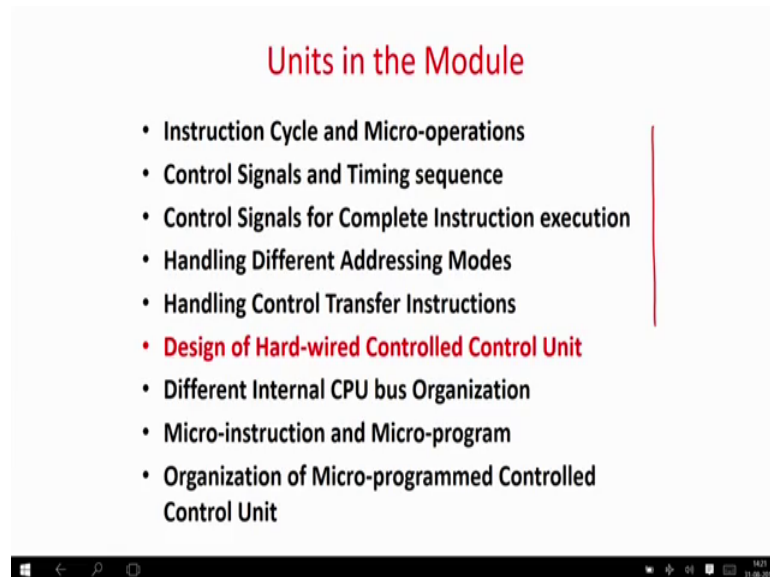 Units in the Module
• Instruction Cycle and Micro-operations
• Control Signals and Timing sequence
• Control Signals for Complete Instruction execution
• Handling Different Addressing Modes
• Handling Control Transfer Instructions
• Design of Hard-wired Controlled Control Unit
• Different Internal CPU bus Organization
• Micro-instruction and Micro-program
• Organization of Micro-programmed Controlled
Control Unit
14:21